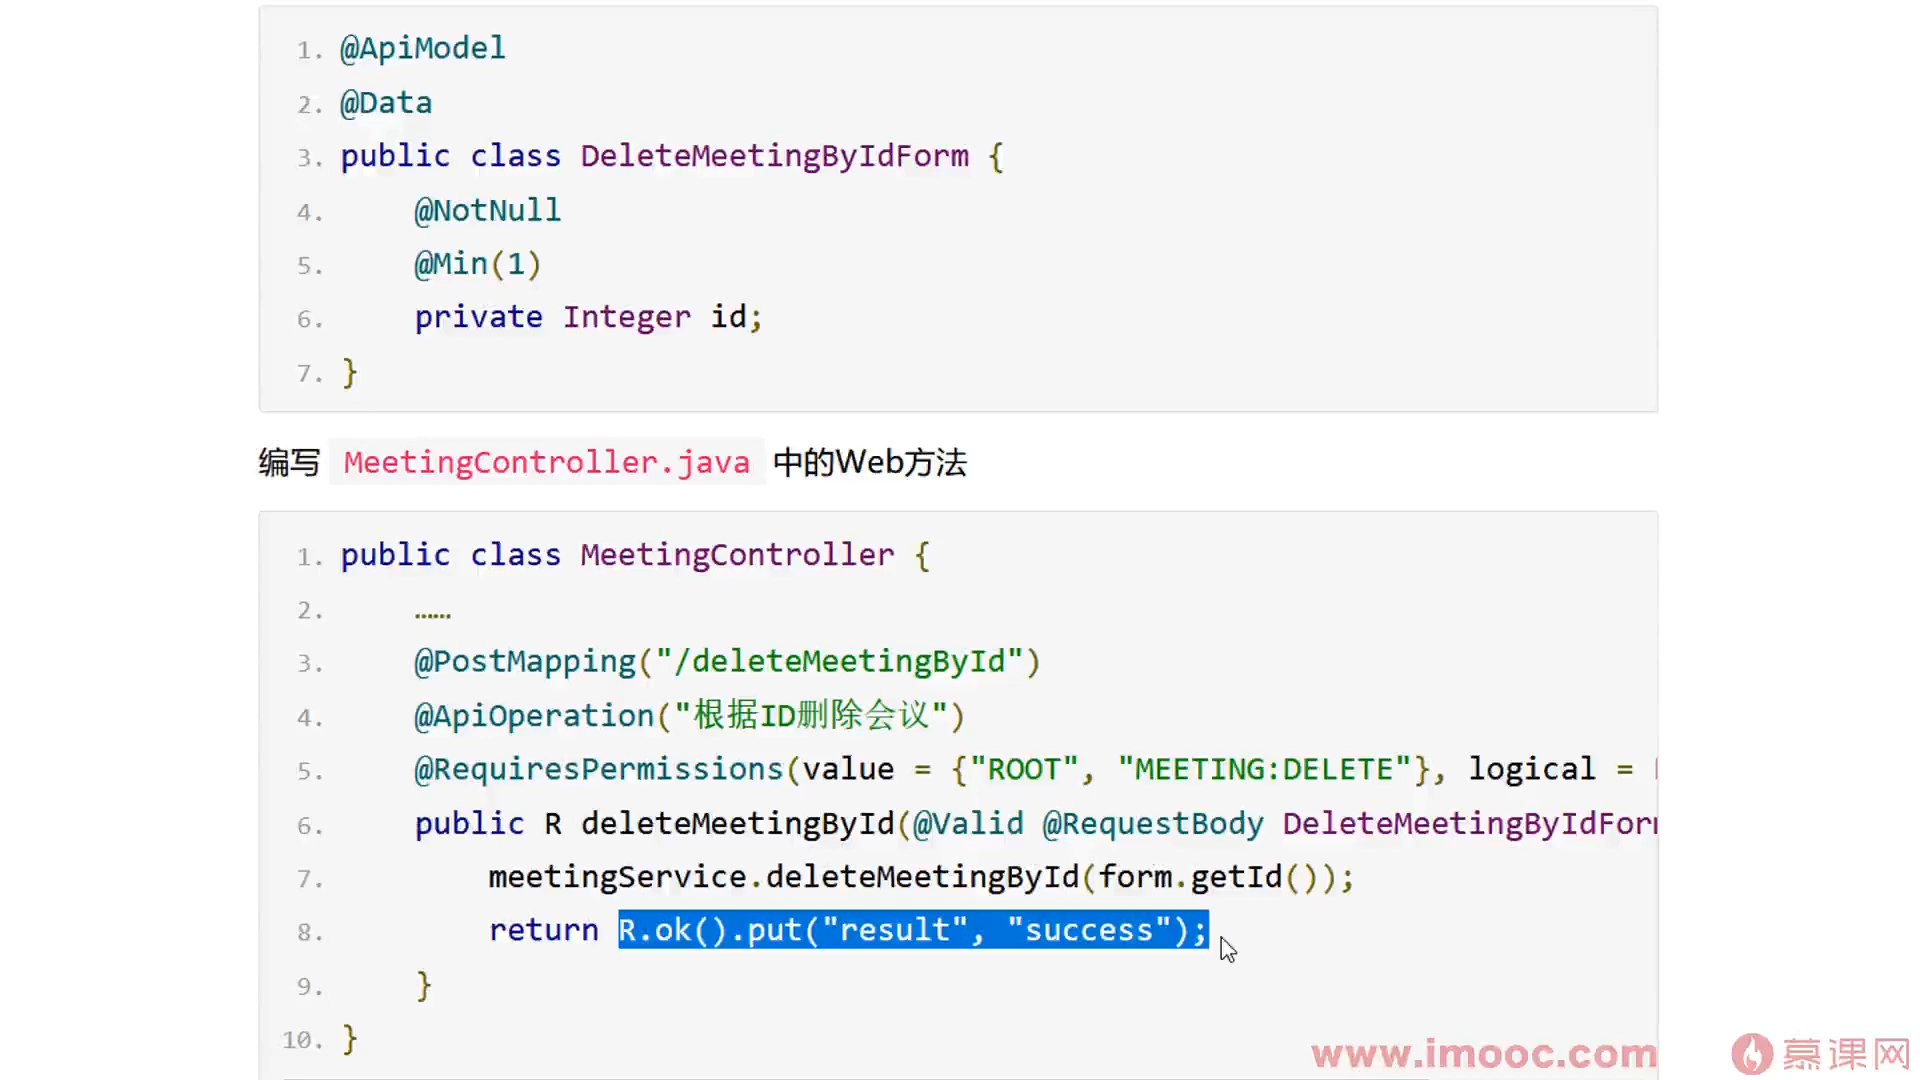 1. @ApiModel
2. @Data
3. public class DeleteMeetingByIdForm {
4.     @NotNull
5.     @Min(1)
6.     private Integer id;
7. }
编写 MeetingController.java 中的Web方法
1. public class MeetingController {
2.     ……
3.     @PostMapping("/deleteMeetingById")
4.     @ApiOperation("根据ID删除会议")
5.     @RequiresPermissions(value = {"ROOT", "MEETING:DELETE"}, logical =
6.     public R deleteMeetingById(@Valid @RequestBody DeleteMeetingByIdForm
7.         meetingService.deleteMeetingById(form.getId());
8.         return R.ok().put("result", "success");
9.     }
10. }
www.imooc.com
慕课网